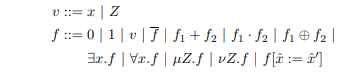 v ::= x | Z
f ::= 0 | 1 | v | f̅ | f₁ + f₂ | f₁ · f₂ | f₁ ⊕ f₂ |
∃x.f | ∀x.f | μZ.f | νZ.f | f[x̂ := x̂′]